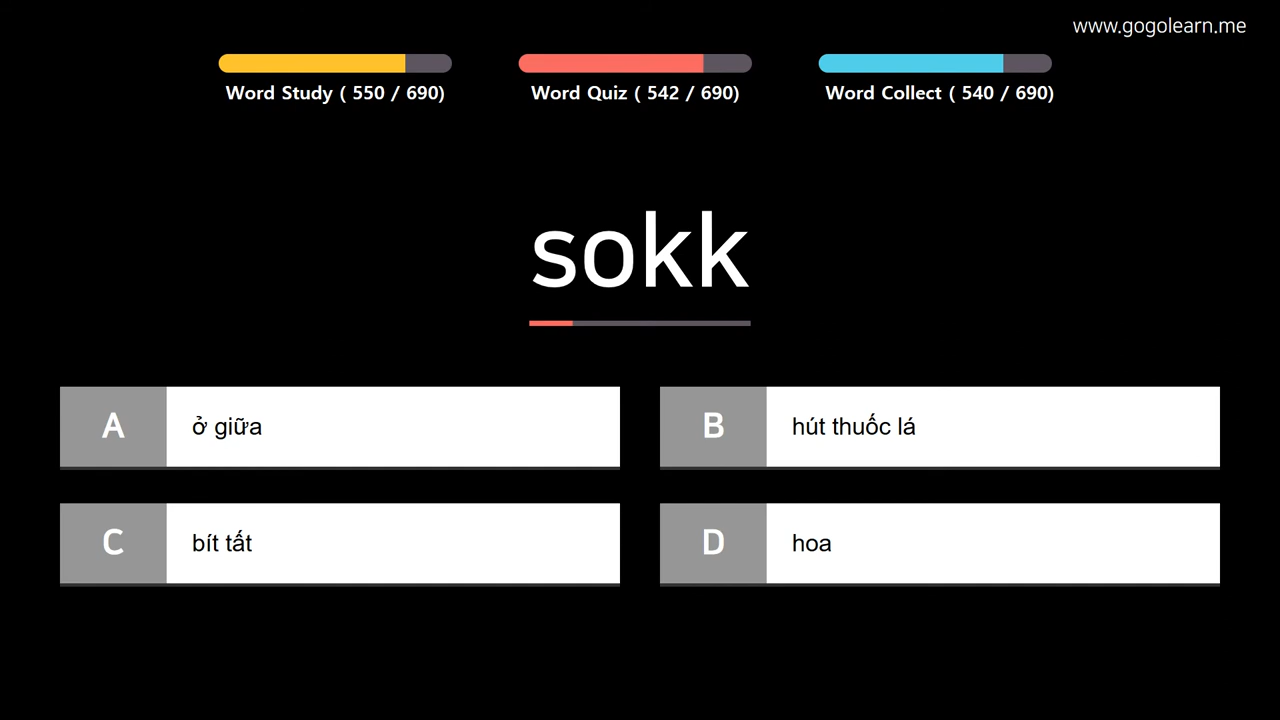 www.gogolearn.me
Word Study ( 550 / 690)
Word Quiz ( 542 / 690)
Word Collect ( 540 / 690)
sokk
A ở giữa
B hút thuốc lá
C bít tất
D hoa